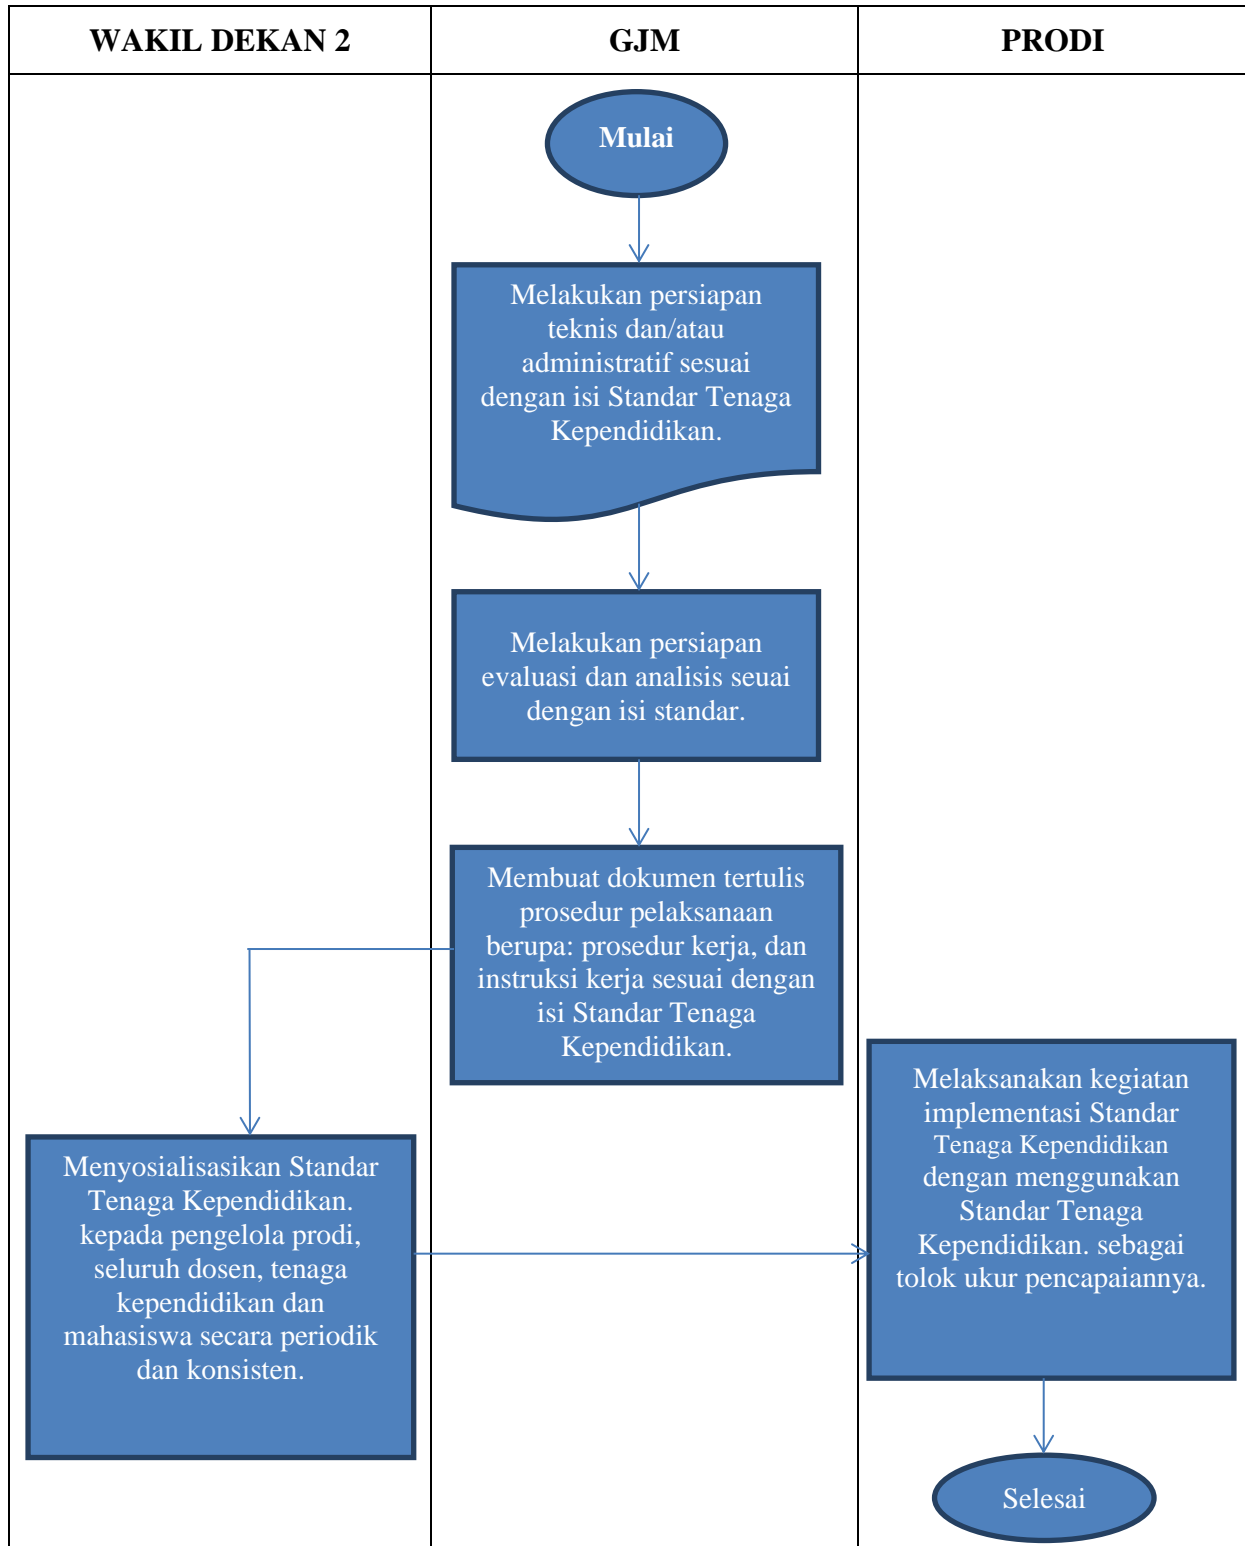 WAKIL DEKAN 2
GJM
PRODI
Mulai
Melakukan persiapan
teknis dan/atau
administratif sesuai
dengan isi Standar Tenaga
Kependidikan.
Melakukan persiapan
evaluasi dan analisis seuai
dengan isi standar.
Membuat dokumen tertulis
prosedur pelaksanaan
berupa: prosedur kerja, dan
instruksi kerja sesuai dengan
isi Standar Tenaga
Kependidikan.
Menyosialisasikan Standar
Tenaga Kependidikan.
kepada pengelola prodi,
seluruh dosen, tenaga
kependidikan dan
mahasiswa secara periodik
dan konsisten.
Melaksanakan kegiatan
implementasi Standar
Tenaga Kependidikan
dengan menggunakan
Standar Tenaga
Kependidikan. sebagai
tolok ukur pencapaiannya.
Selesai